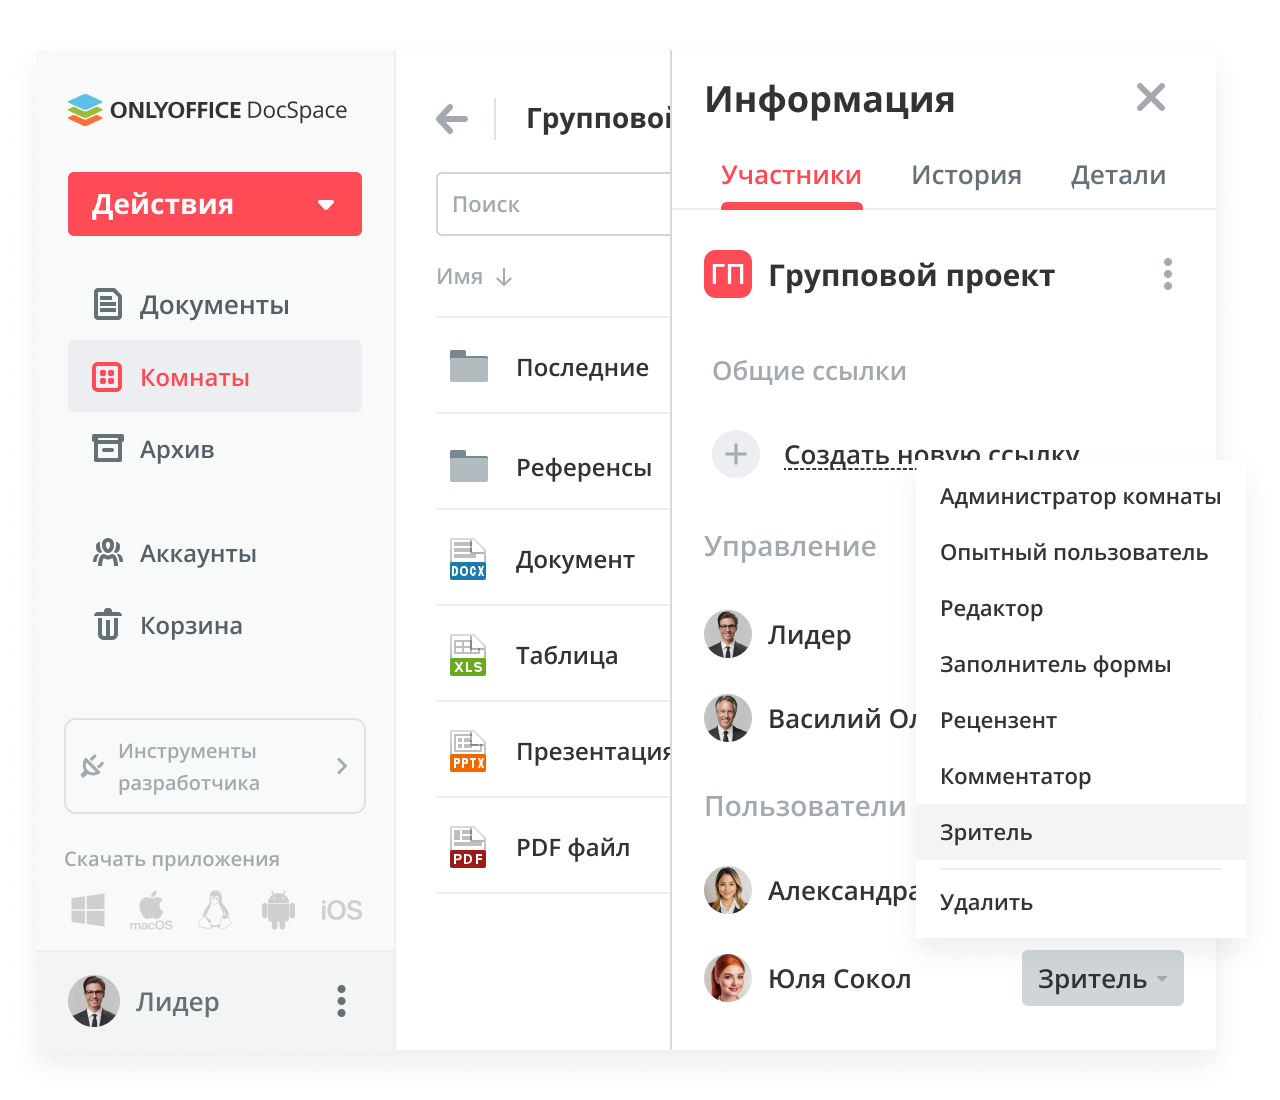 ONLYOFFICE DocSpace
Действия
Документы
Комнаты
Архив
Аккаунты
Корзина
Инструменты
разработчика
Скачать приложения
macOS
iOS
Лидер
Групповой
Поиск
Имя
Последние
Референсы
DOCX
Документ
XLS
Таблица
PPTX
Презентация
PDF
PDF файл
Информация
Участники
История
Детали
ГП
Групповой проект
Общие ссылки
Создать новую ссылку
Управление
Лидер
Василий Ол
Пользователи
Александра
Юля Сокол
Зритель
Администратор комнаты
Опытный пользователь
Редактор
Заполнитель формы
Рецензент
Комментатор
Зритель
Удалить